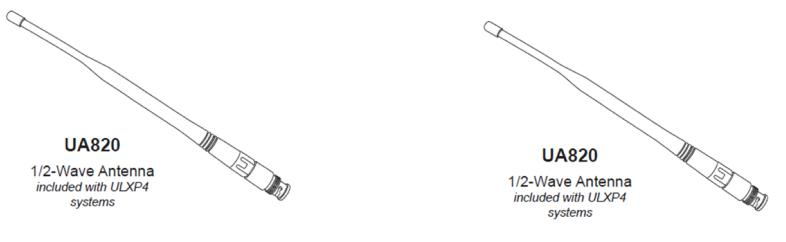 UA820
1/2-Wave Antenna
included with ULXP4
systems
UA820
1/2-Wave Antenna
included with ULXP4
systems